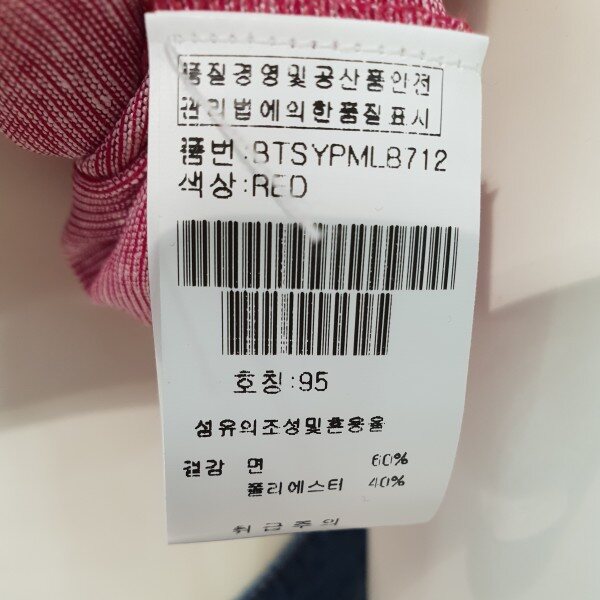 품질경영및공산품안전
관리법에의한품질표시
품번:BTSYPML8712
색상:RED
호칭:95
섬유의조성및혼용율
겉감 면 60%
폴리에스터 40%
취급주의